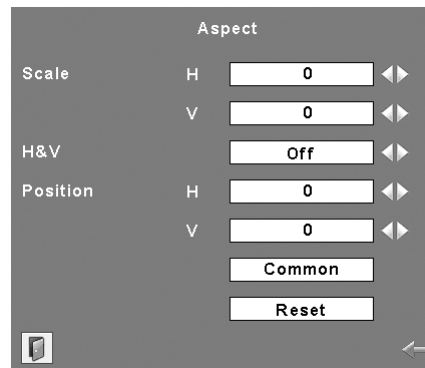 Aspect
Scale H 0
V 0
H&V Off
Position H 0
V 0
Common
Reset